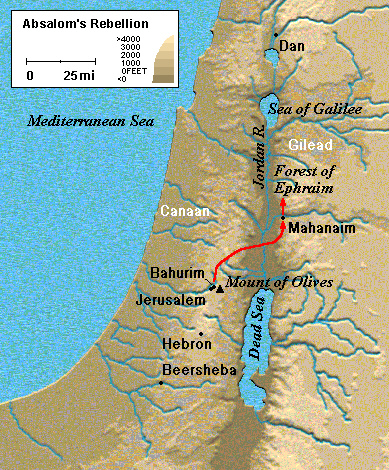 Absalom's Rebellion
>4000
3000
2000
1000
0FEET
<0
0
25mi
Dan
Mediterranean Sea
Sea of Galilee
Jordan R.
Gilead
Forest of
Ephraim
Canaan
Mahanaim
Bahurim
Mount of Olives
Jerusalem
Dead Sea
Hebron
Beersheba